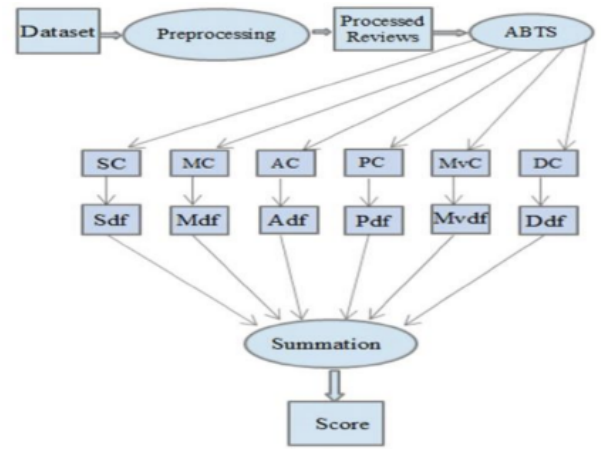 Dataset
Preprocessing
Processed
Reviews
ABTS
SC
MC
AC
PC
MvC
DC
Sdf
Mdf
Adf
Pdf
Mvdf
Ddf
Summation
Score